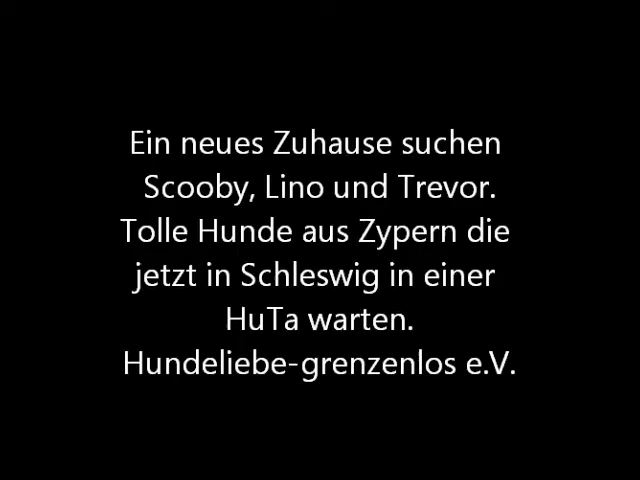 Ein neues Zuhause suchen
Scooby, Lino und Trevor.
Tolle Hunde aus Zypern die
jetzt in Schleswig in einer
HuTa warten.
Hundeliebe-grenzenlos e.V.